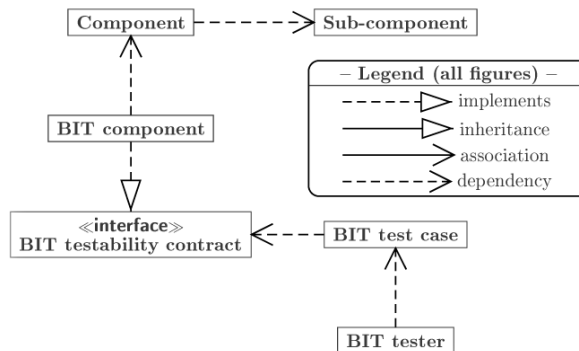 Component
Sub-component
– Legend (all figures) –
implements
inheritance
association
dependency
BIT component
≪interface≫
BIT testability contract
BIT test case
BIT tester